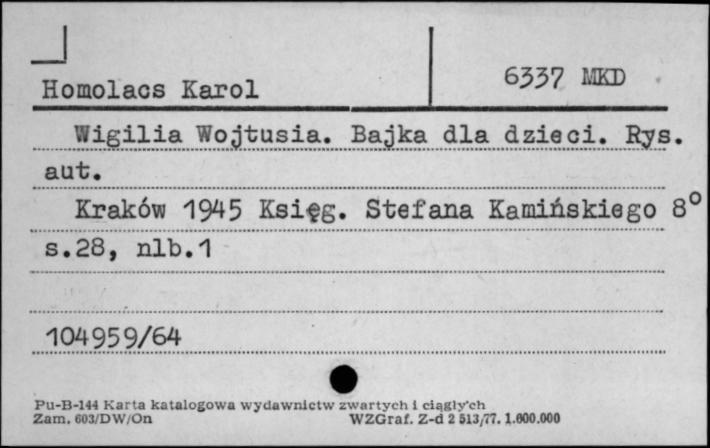 Homolacs Karol 6337 MKD
Wigilia Wojtusia. Bajka dla dzieci. Rys.
aut.
Kraków 1945 Księg. Stefana Kamińskiego 8°
s.28, nlb.1
104959/64
Pu-B-144 Karta katalogowa wydawnictw zwartych i ciągłych
Zam. 603/DW/On WZGraf. Z-d 2 513/77. 1.600.000